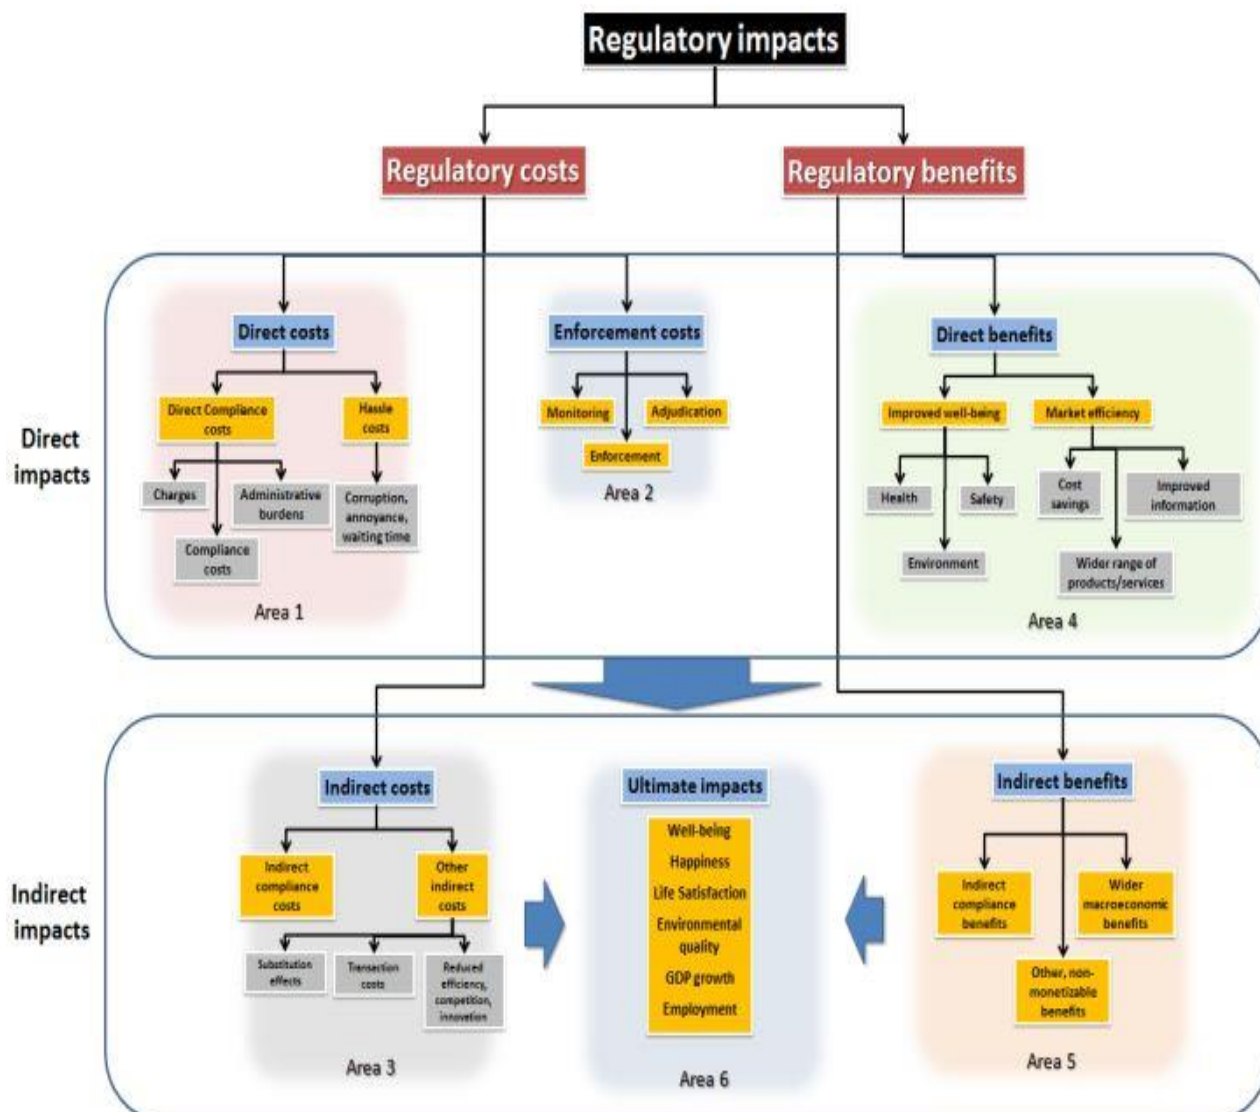 Regulatory impacts
Regulatory costs
Regulatory benefits
Direct
impacts
Direct costs
Direct Compliance
costs
Hassle
costs
Charges
Administrative
burdens
Corruption,
annoyance,
waiting time
Compliance
costs
Area 1
Enforcement costs
Monitoring
Adjudication
Enforcement
Area 2
Direct benefits
Improved well-being
Market efficiency
Health
Safety
Cost
savings
Improved
information
Environment
Wider range of
products/services
Area 4
Indirect
impacts
Indirect costs
Indirect
compliance
costs
Other
indirect
costs
Substitution
effects
Transaction
costs
Reduced
efficiency,
competition,
innovation
Area 3
Ultimate impacts
Well-being
Happiness
Life Satisfaction
Environmental
quality
GDP growth
Employment
Area 6
Indirect benefits
Indirect
compliance
benefits
Wider
macroeconomic
benefits
Other, non-
monetizable
benefits
Area 5